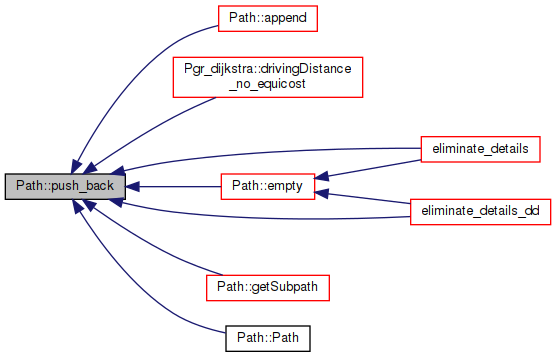 Path::append
Pgr_dijkstra::drivingDistance
_no_equicost
eliminate_details
Path::push_back
Path::empty
eliminate_details_dd
Path::getSubpath
Path::Path